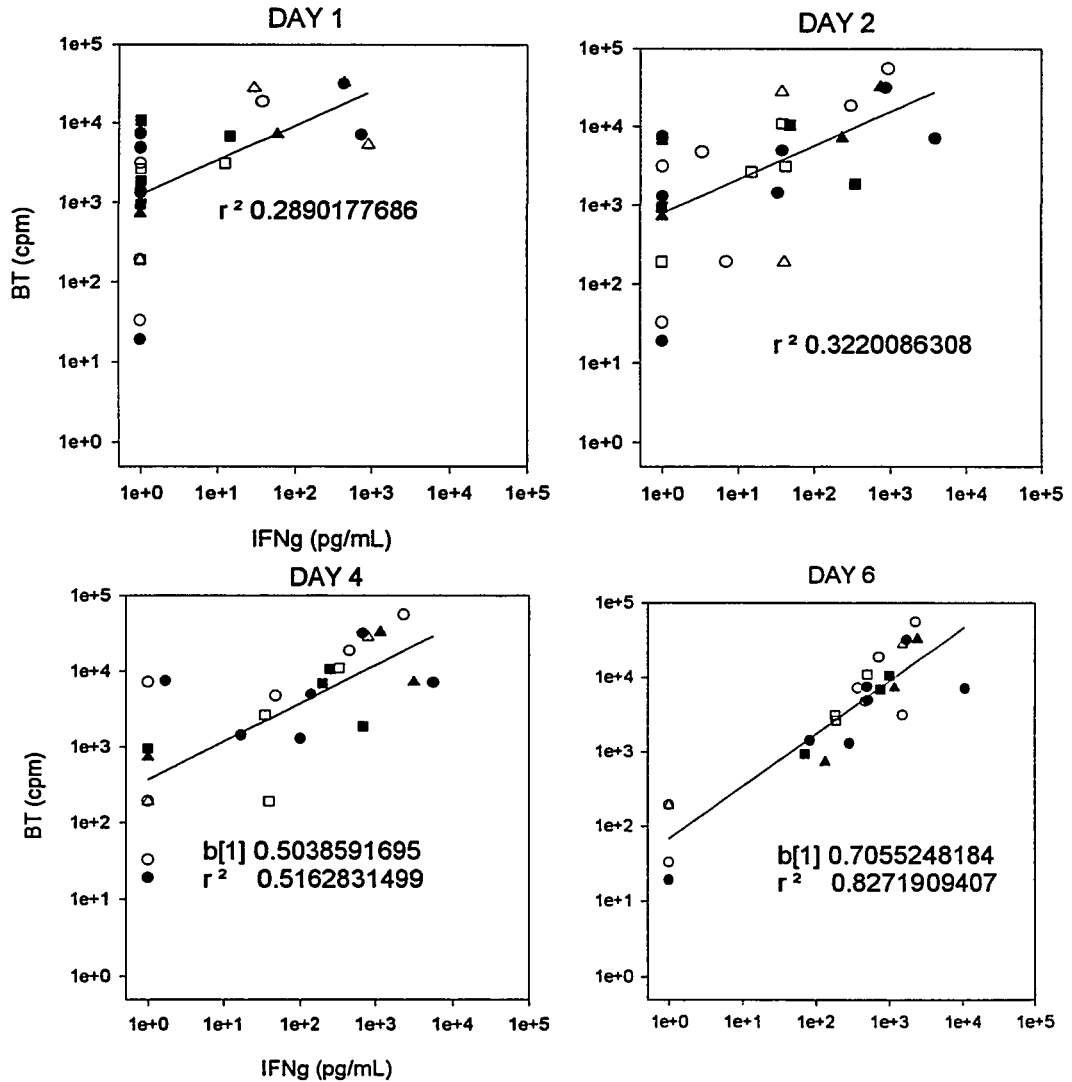 DAY 1
1e+5
1e+4
1e+3
1e+2
1e+1
1e+0
BT (cpm)
r ² 0.2890177686
1e+0 1e+1 1e+2 1e+3 1e+4 1e+5
IFNg (pg/mL)
DAY 2
1e+5
1e+4
1e+3
1e+2
1e+1
1e+0
r ² 0.3220086308
1e+0 1e+1 1e+2 1e+3 1e+4 1e+5
DAY 4
1e+5
1e+4
1e+3
1e+2
1e+1
1e+0
BT (cpm)
b[1] 0.5038591695
r ² 0.5162831499
1e+0 1e+1 1e+2 1e+3 1e+4 1e+5
IFNg (pg/mL)
DAY 6
1e+5
1e+4
1e+3
1e+2
1e+1
1e+0
b[1] 0.7055248184
r ² 0.8271909407
1e+0 1e+1 1e+2 1e+3 1e+4 1e+5